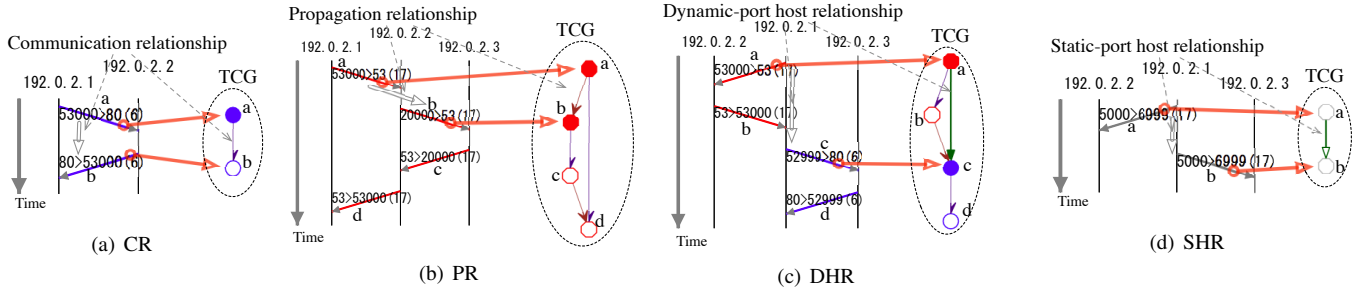 Communication relationship
192.0.2.1
192.0.2.2
TCG
53000>80(6)
a
a
80>53000(6)
b
b
Time
(a) CR
Propagation relationship
192.0.2.1
192.0.2.2
192.0.2.3
TCG
a
53000>53(17)
a
b
20000>53(17)
b
53>20000(17)
c
c
53>53000(17)
d
d
Time
(b) PR
Dynamic-port host relationship
192.0.2.2
192.0.2.1
192.0.2.3
TCG
53000>53(17)
a
a
53>53000(17)
b
b
c
52999>80(6)
c
80>52999(6)
d
d
Time
(c) DHR
Static-port host relationship
192.0.2.2
192.0.2.1
192.0.2.3
TCG
5000>6999(17)
a
a
5000>6999(17)
b
b
Time
(d) SHR